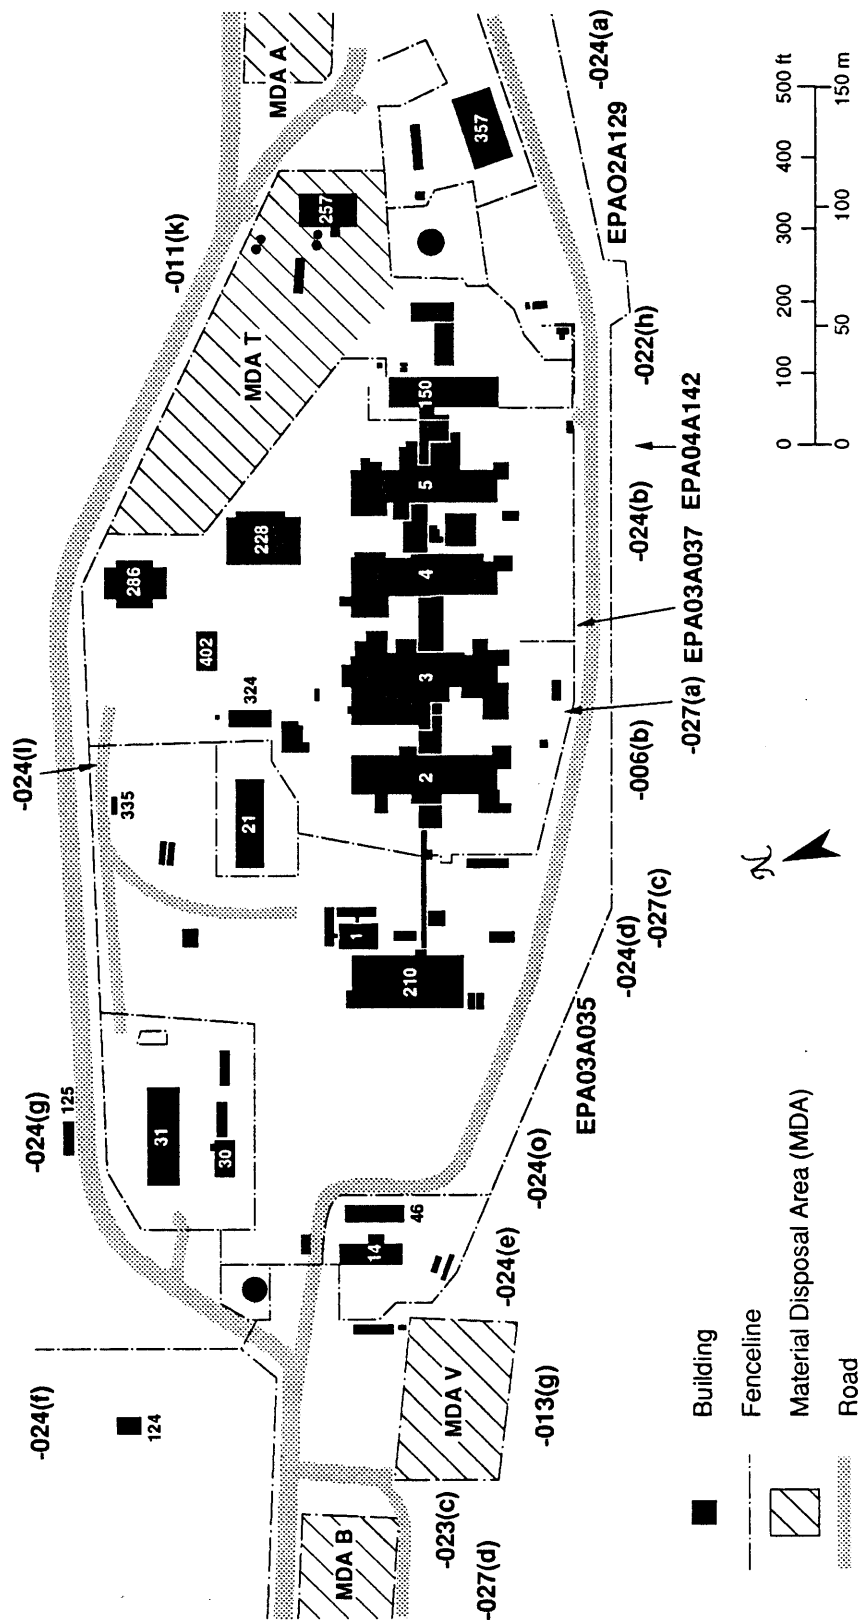 -024(f)
-024(g)
-024(l)
-011(k)
MDA A
124
125
31
30
335
21
324
402
286
228
MDA T
257
357
14
46
210
1
2
3
4
5
150
MDA B
MDA V
-023(c)
-027(d)
-013(g)
-024(e)
-024(o)
EPA03A035
-024(d)
-027(c)
-006(b)
-027(a)
EPA03A037
-024(b)
EPA04A142
-022(h)
EPAO2A129
-024(a)
N
Building
Fenceline
Material Disposal Area (MDA)
Road
0 100 200 300 400 500 ft
0 50 100 150 m